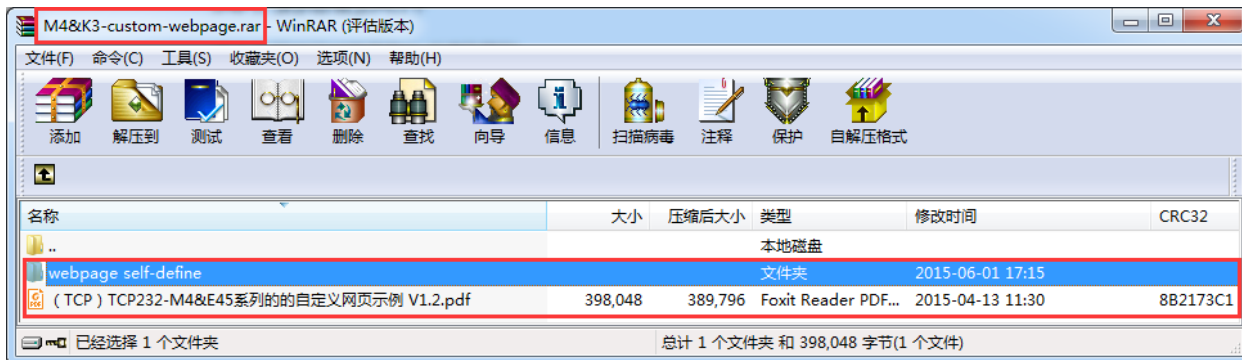 M4&K3-custom-webpage.rar - WinRAR (评估版本)
文件(F) 命令(C) 工具(S) 收藏夹(O) 选项(N) 帮助(H)
添加 解压到 测试 查看 删除 查找 向导 信息 扫描病毒 注释 保护 自解压格式
名称 大小 压缩后大小 类型 修改时间 CRC32
.. 本地磁盘
webpage self-define 文件夹 2015-06-01 17:15
（TCP）TCP232-M4&E45系列的的自定义网页示例 V1.2.pdf 398,048 389,796 Foxit Reader PDF... 2015-04-13 11:30 8B2173C1
已经选择 1 个文件夹 总计 1 个文件夹 和 398,048 字节(1 个文件)